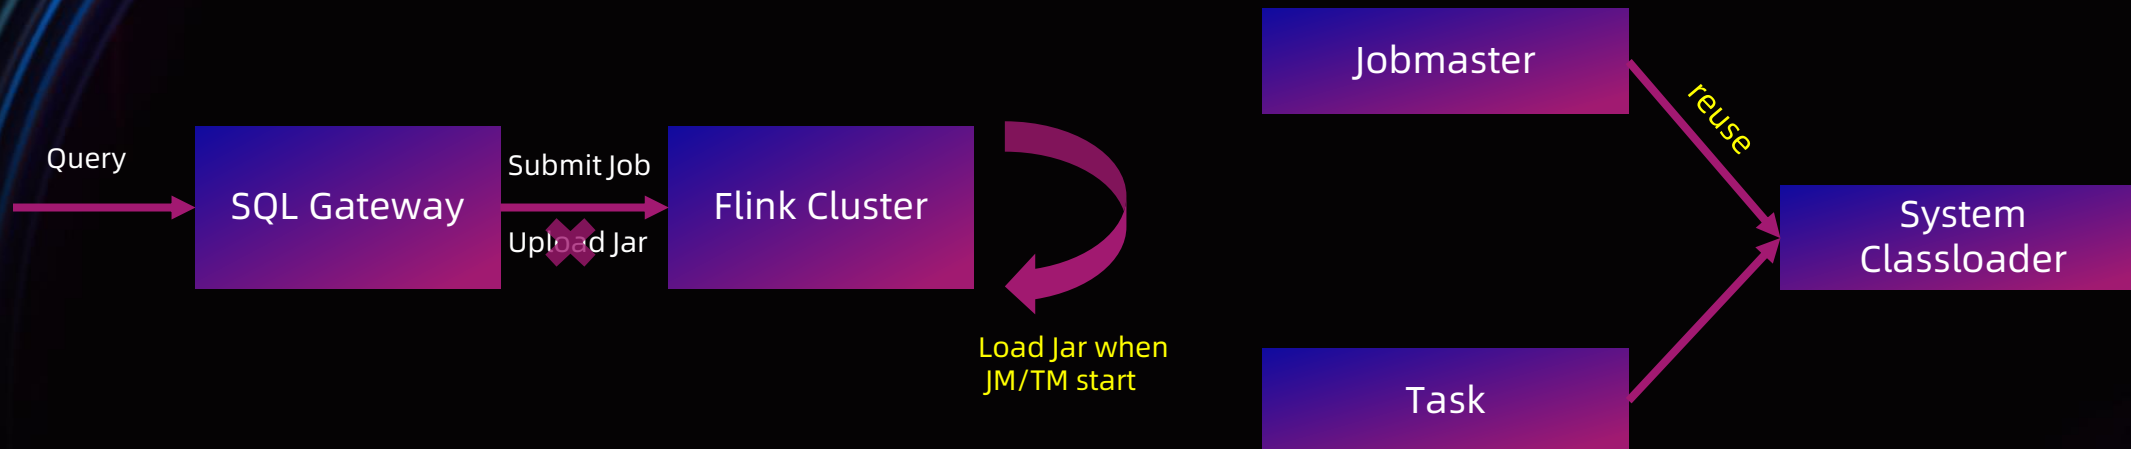 Query
SQL Gateway
Submit Job
Upload Jar
Flink Cluster
Load Jar when
JM/TM start
Jobmaster
reuse
System
Classloader
Task